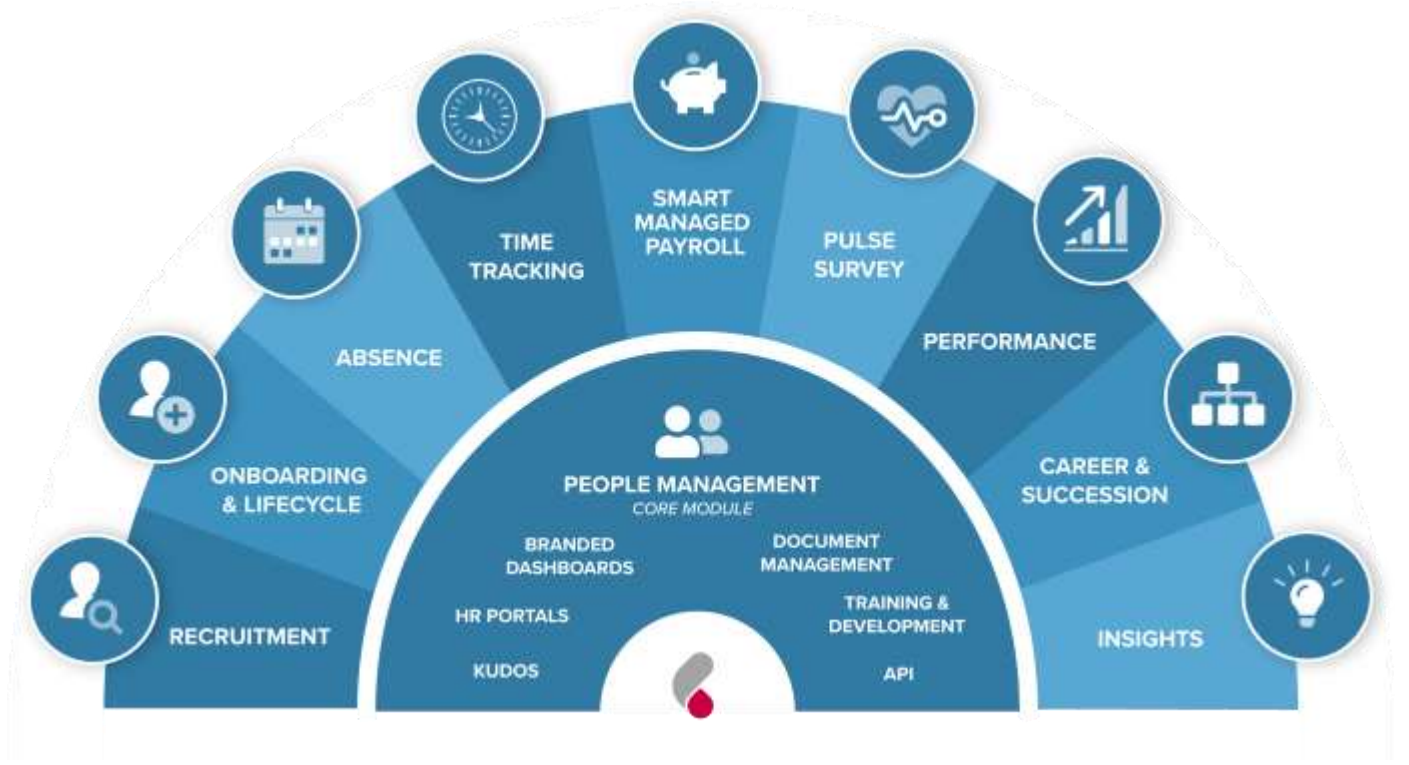 SMART
MANAGED
PAYROLL
TIME
TRACKING
PULSE
SURVEY
ABSENCE
PERFORMANCE
ONBOARDING
& LIFECYCLE
CAREER &
SUCCESSION
RECRUITMENT
INSIGHTS
PEOPLE MANAGEMENT
CORE MODULE
BRANDED
DASHBOARDS
DOCUMENT
MANAGEMENT
HR PORTALS
TRAINING &
DEVELOPMENT
KUDOS
API